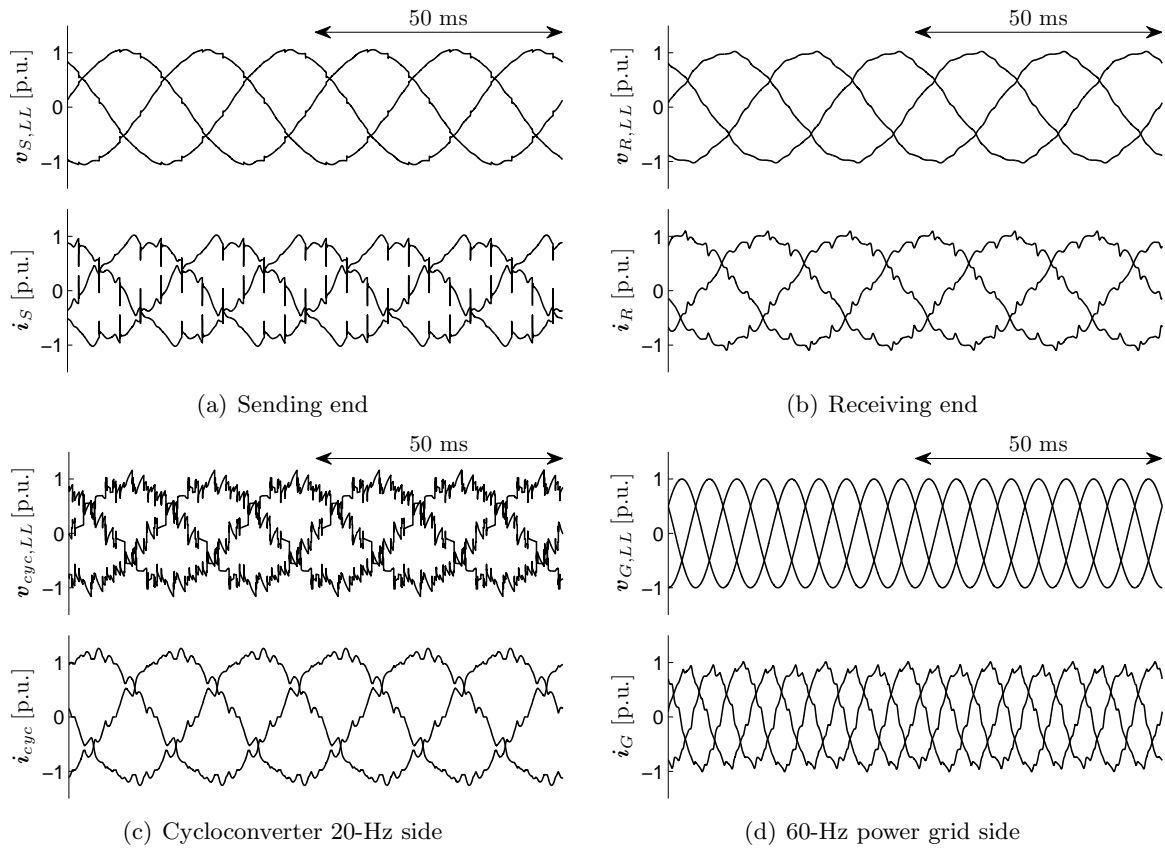 50 ms
v_{S,LL} [p.u.]
1
0
−1
i_S [p.u.]
1
0
−1
(a) Sending end
50 ms
v_{R,LL} [p.u.]
1
0
−1
i_R [p.u.]
1
0
−1
(b) Receiving end
50 ms
v_{cyc,LL} [p.u.]
1
0
−1
i_{cyc} [p.u.]
1
0
−1
(c) Cycloconverter 20-Hz side
50 ms
v_{G,LL} [p.u.]
1
0
−1
i_G [p.u.]
1
0
−1
(d) 60-Hz power grid side